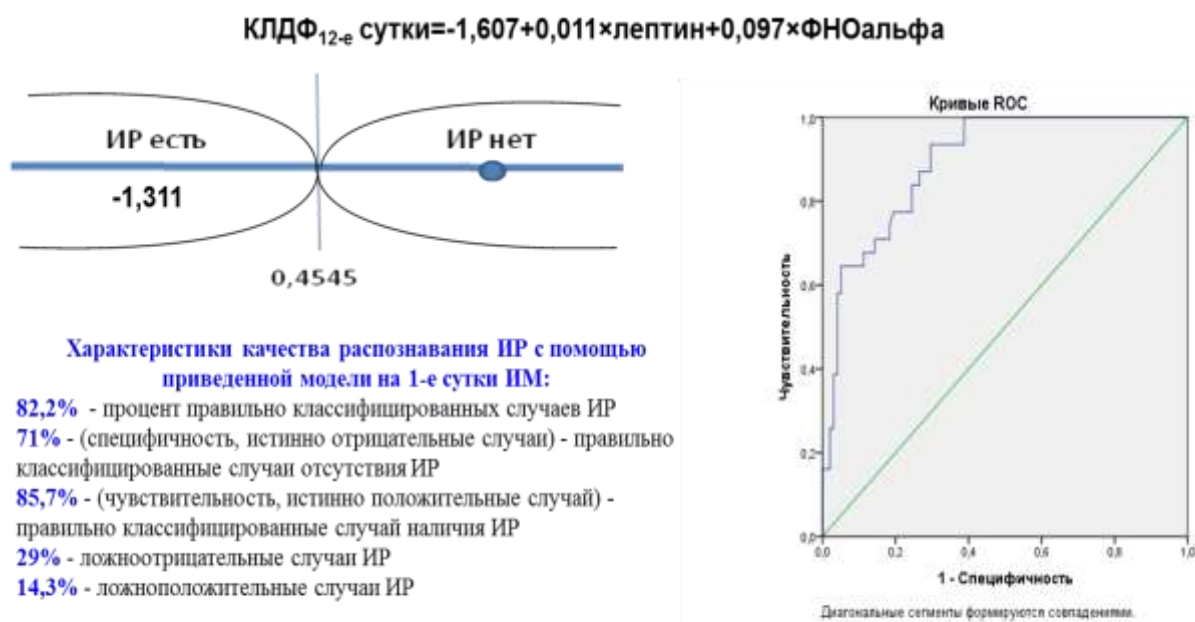 КЛДФ12-е сутки=-1,607+0,011×лептин+0,097×ФНОальфа
ИР есть
ИР нет
-1,311
0,4545
Характеристики качества распознавания ИР с помощью
приведенной модели на 1-е сутки ИМ:
82,2% - процент правильно классифицированных случаев ИР
71% - (специфичность, истинно отрицательные случаи) - правильно
классифицированные случаи отсутствия ИР
85,7% - (чувствительность, истинно положительные случай) -
правильно классифицированные случай наличия ИР
29% - ложноотрицательные случаи ИР
14,3% - ложноположительные случаи ИР
Кривые ROC
Чувствительность
1,0
0,8
0,6
0,4
0,2
0,0
0,0 0,2 0,4 0,6 0,8 1,0
1 - Специфичность
Диагональные сегменты формируются совпадениями.